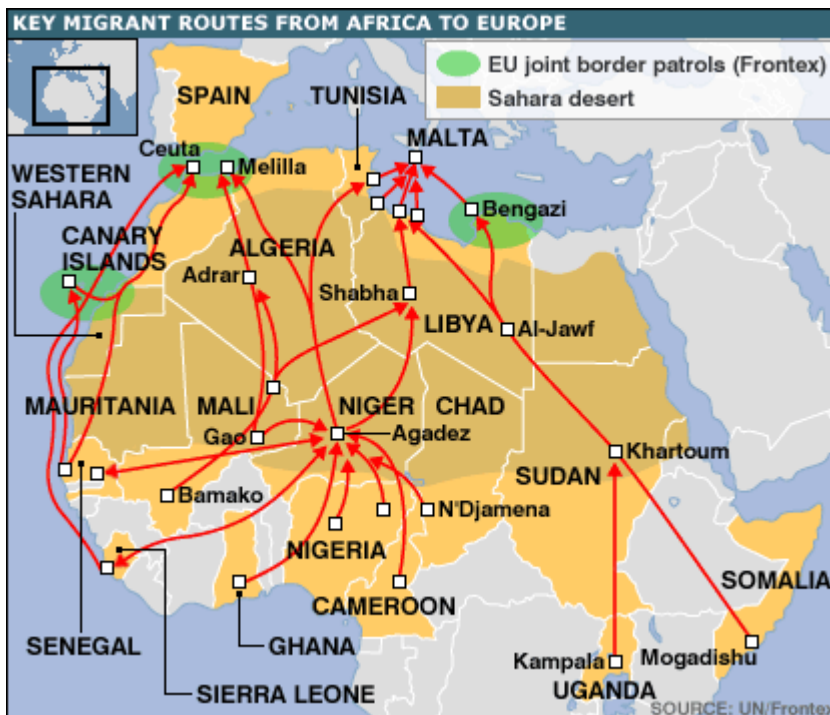 KEY MIGRANT ROUTES FROM AFRICA TO EUROPE
EU joint border patrols (Frontex)
Sahara desert
SPAIN
TUNISIA
MALTA
Ceuta
Melilla
WESTERN
SAHARA
Bengazi
CANARY
ISLANDS
ALGERIA
Adrar
Shabha
LIBYA
Al-Jawf
MAURITANIA
MALI
NIGER
CHAD
Gao
Agadez
Khartoum
SUDAN
Bamako
N'Djamena
NIGERIA
CAMEROON
SOMALIA
SENEGAL
GHANA
Kampala
Mogadishu
SIERRA LEONE
UGANDA
SOURCE: UN/Frontex